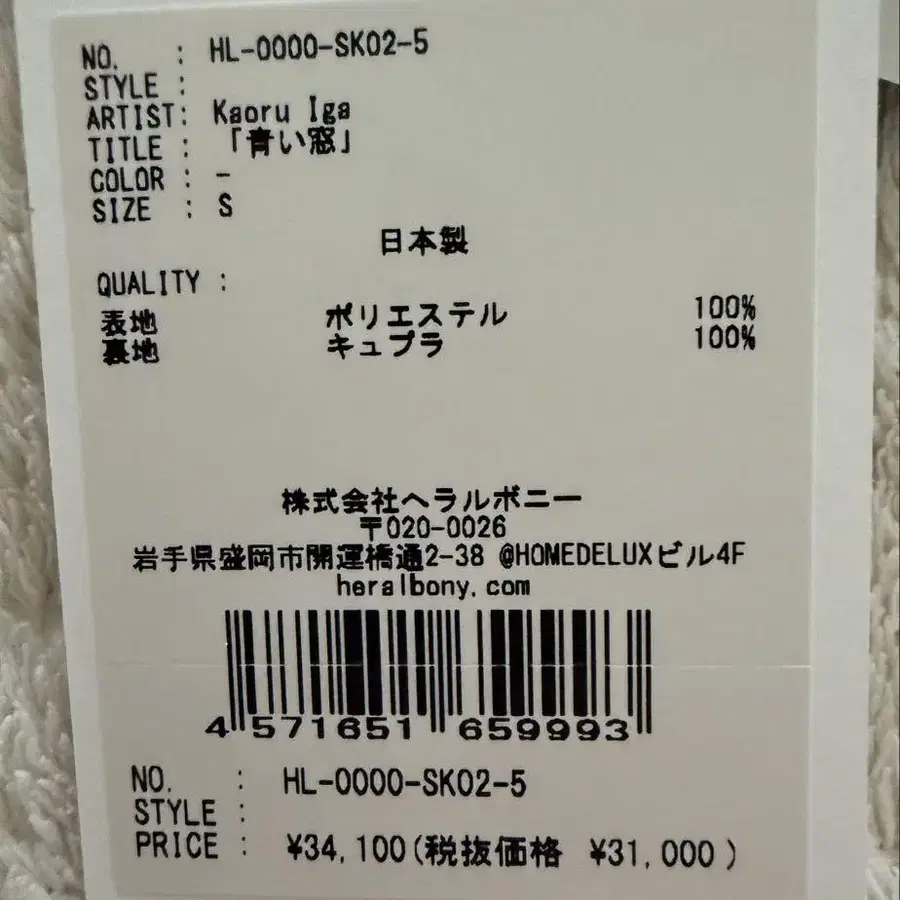 NO. : HL-0000-SK02-5
STYLE :
ARTIST: Kaoru Iga
TITLE : 「青い窓」
COLOR : -
SIZE : S
日本製
QUALITY :
表地 ポリエステル 100%
裏地 キュプラ 100%
株式会社ヘラルボニー
〒020-0026
岩手県盛岡市開運橋通2-38 @HOMEDELUXビル4F
heralbony.com
4 571651 659993
NO. : HL-0000-SK02-5
STYLE :
PRICE : ¥34,100(税抜価格 ¥31,000 )